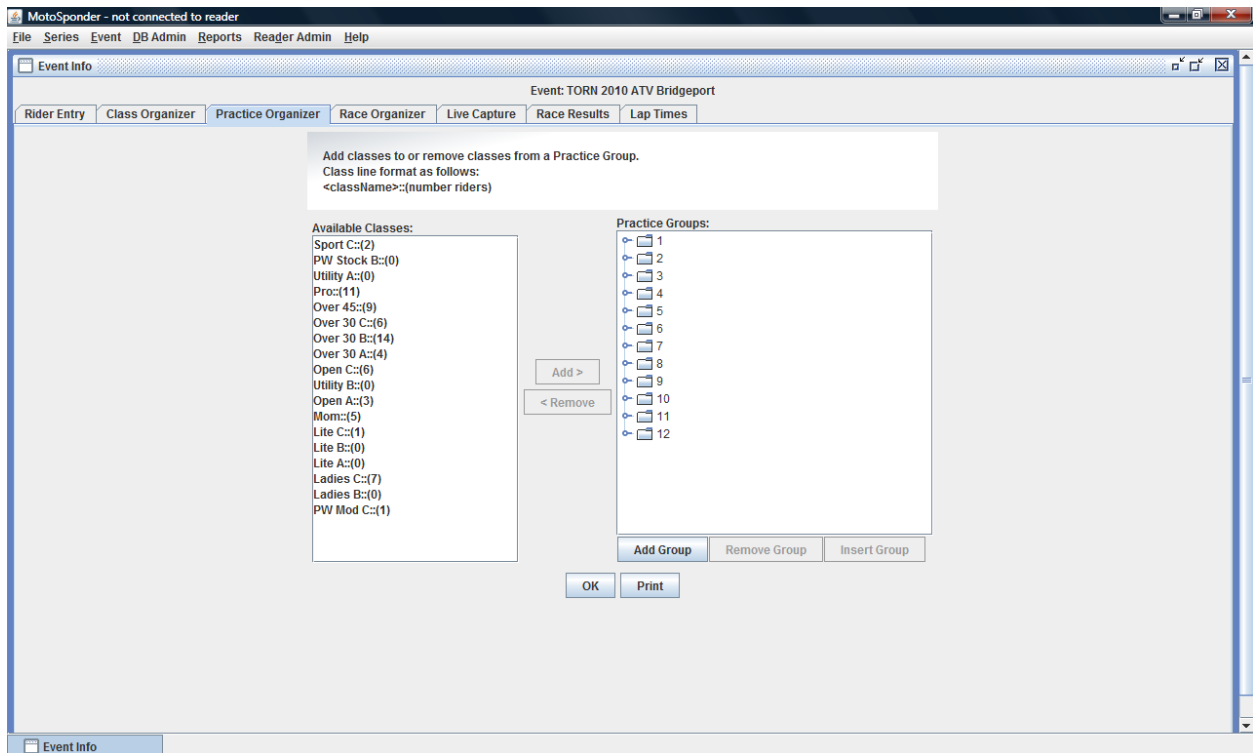 MotoSponder - not connected to reader
File Series Event DB Admin Reports Reader Admin Help
Event Info
Event: TORN 2010 ATV Bridgeport
Rider Entry Class Organizer Practice Organizer Race Organizer Live Capture Race Results Lap Times
Add classes to or remove classes from a Practice Group.
Class line format as follows:
<className>::(number riders)
Available Classes:
Sport C::(2)
PW Stock B::(0)
Utility A::(0)
Pro::(11)
Over 45::(9)
Over 30 C::(6)
Over 30 B::(14)
Over 30 A::(4)
Open C::(6)
Utility B::(0)
Open A::(3)
Mom::(5)
Lite C::(1)
Lite B::(0)
Lite A::(0)
Ladies C::(7)
Ladies B::(0)
PW Mod C::(1)
Add >
< Remove
Practice Groups:
1
2
3
4
5
6
7
8
9
10
11
12
Add Group Remove Group Insert Group
OK Print
Event Info